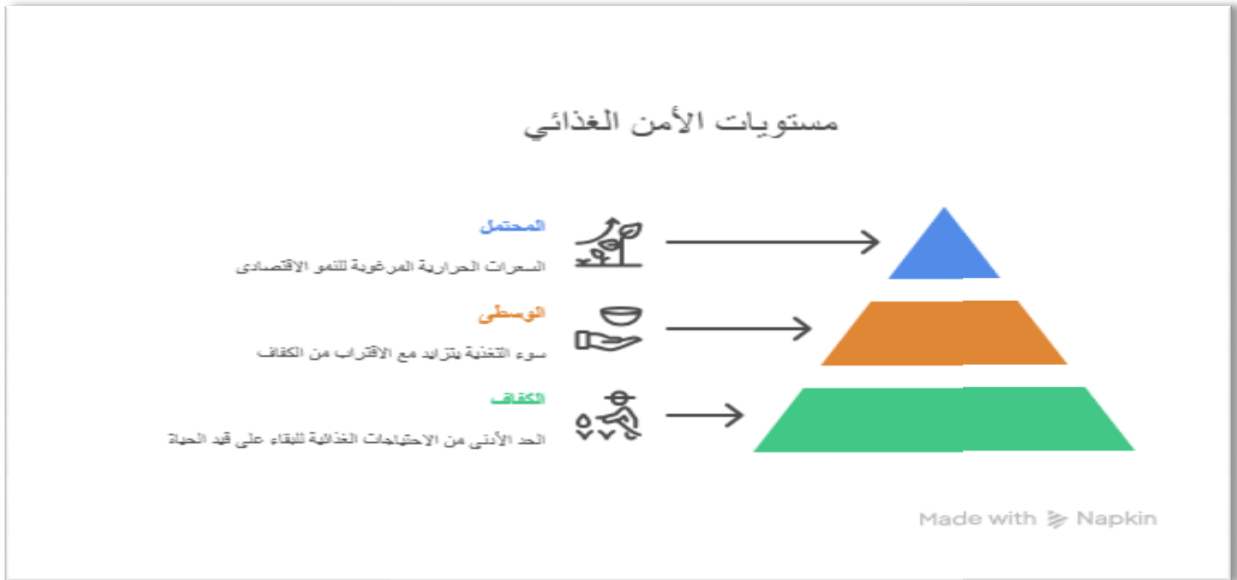 مستويات الأمن الغذائي
المحتمل
السعرات الحرارية المرغوبة للنمو الاقتصادى
الوسطى
سوء التغذية يتزايد مع الاقتراب من الكفاف
الكفاف
الحد الأدنى من الاحتياجات الغذائية للبقاء على قيد الحياة
Made with Napkin